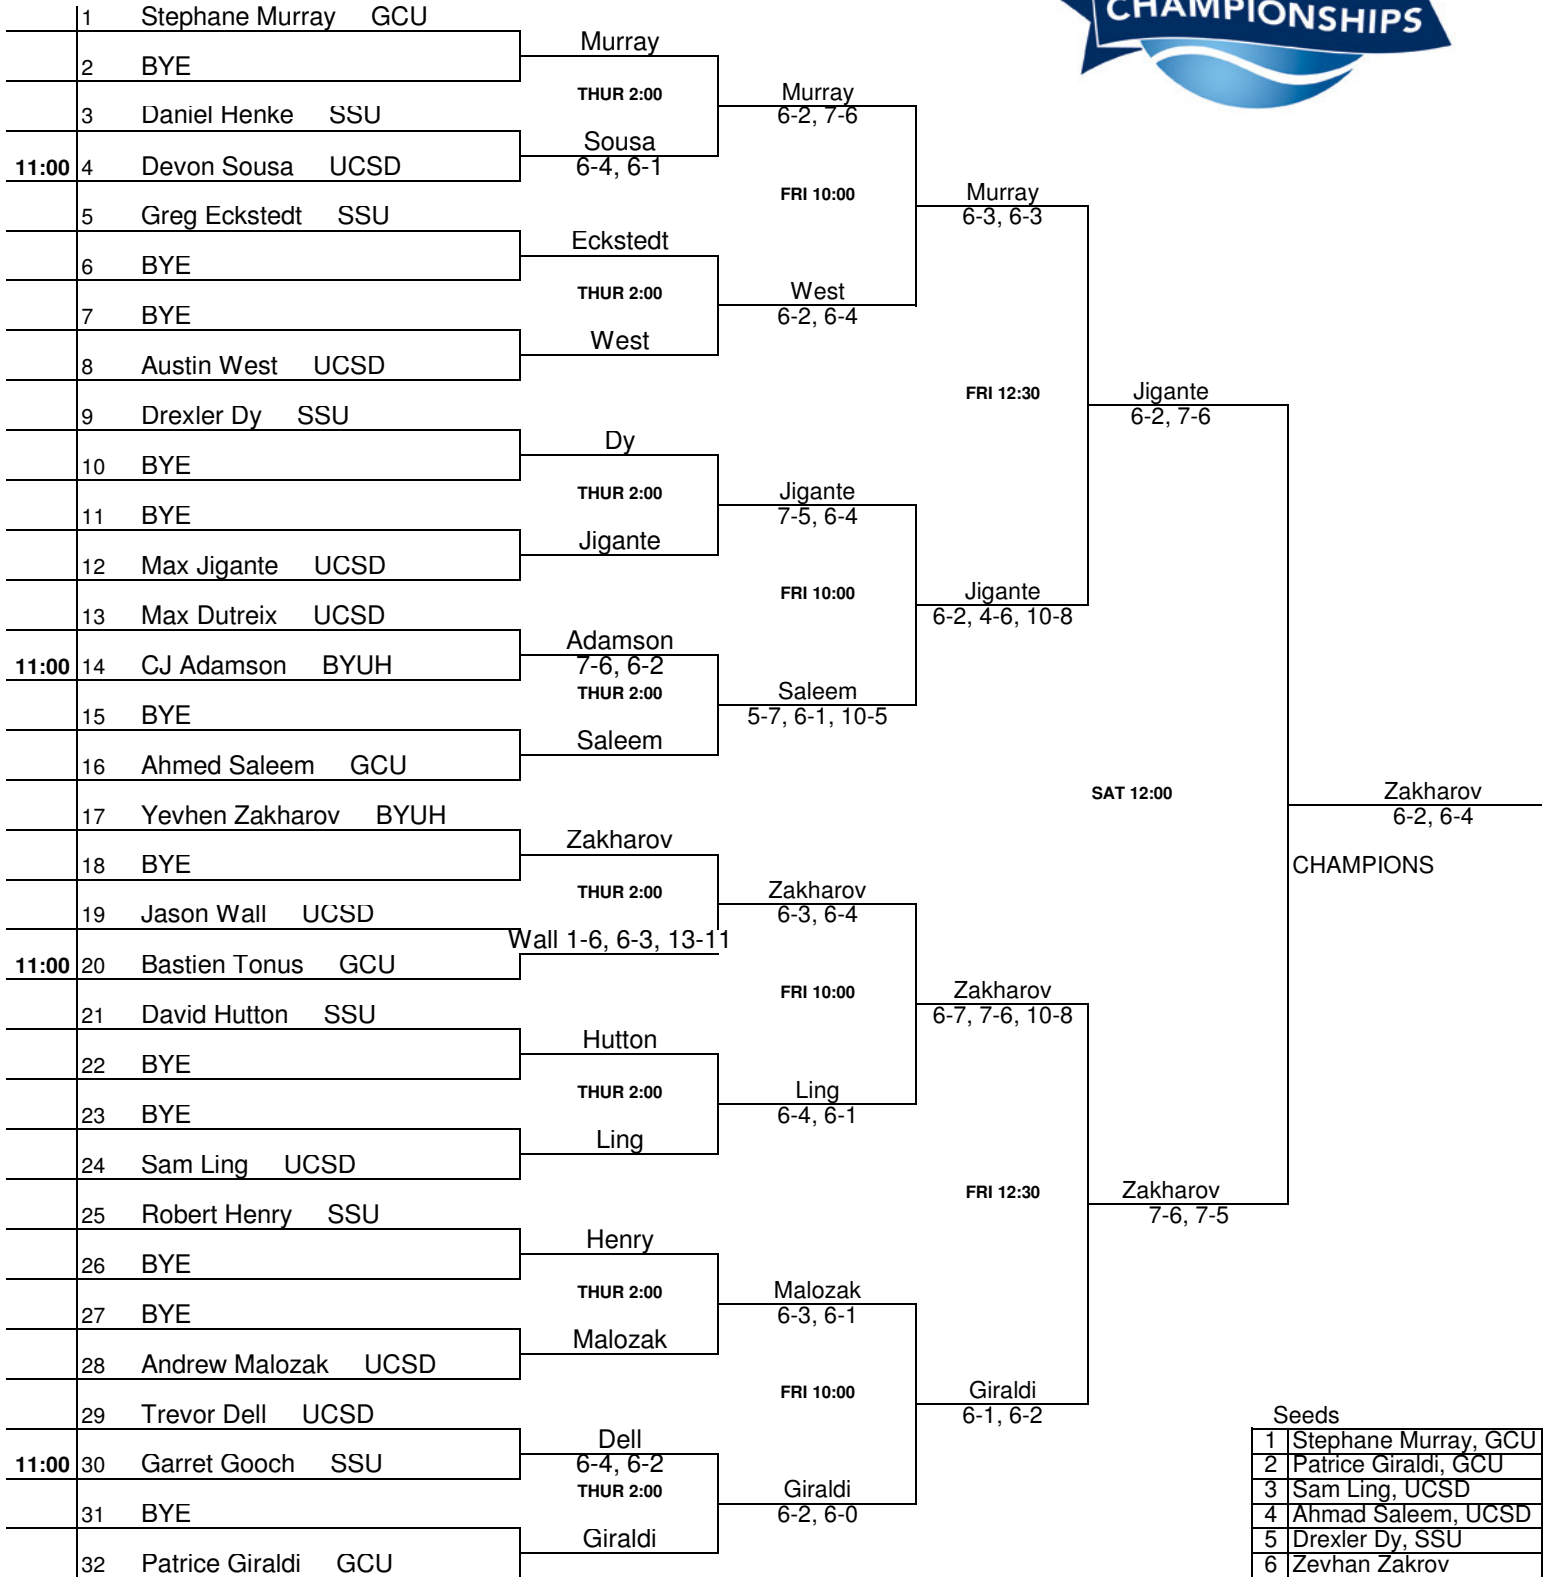 CHAMPIONSHIPS
1 Stephane Murray GCU
Murray
2 BYE
THUR 2:00
Murray
6-2, 7-6
3 Daniel Henke SSU
Sousa
6-4, 6-1
11:00 4 Devon Sousa UCSD
FRI 10:00
Murray
6-3, 6-3
5 Greg Eckstedt SSU
Eckstedt
6 BYE
THUR 2:00
West
6-2, 6-4
7 BYE
West
8 Austin West UCSD
FRI 12:30
Jigante
6-2, 7-6
9 Drexler Dy SSU
Dy
10 BYE
THUR 2:00
Jigante
7-5, 6-4
11 BYE
Jigante
12 Max Jigante UCSD
FRI 10:00
Jigante
6-2, 4-6, 10-8
13 Max Dutreix UCSD
Adamson
7-6, 6-2
11:00 14 CJ Adamson BYUH
THUR 2:00
Saleem
5-7, 6-1, 10-5
15 BYE
Saleem
16 Ahmed Saleem GCU
SAT 12:00
Zakharov
6-2, 6-4
CHAMPIONS
17 Yevhen Zakharov BYUH
Zakharov
18 BYE
THUR 2:00
Zakharov
6-3, 6-4
19 Jason Wall UCSD
Wall 1-6, 6-3, 13-11
11:00 20 Bastien Tonus GCU
FRI 10:00
Zakharov
6-7, 7-6, 10-8
21 David Hutton SSU
Hutton
22 BYE
THUR 2:00
Ling
6-4, 6-1
23 BYE
Ling
24 Sam Ling UCSD
FRI 12:30
Zakharov
7-6, 7-5
25 Robert Henry SSU
Henry
26 BYE
THUR 2:00
Malozak
6-3, 6-1
27 BYE
Malozak
28 Andrew Malozak UCSD
FRI 10:00
Giraldi
6-1, 6-2
29 Trevor Dell UCSD
Dell
6-4, 6-2
11:00 30 Garret Gooch SSU
THUR 2:00
Giraldi
6-2, 6-0
31 BYE
Giraldi
32 Patrice Giraldi GCU
Seeds
1 Stephane Murray, GCU
2 Patrice Giraldi, GCU
3 Sam Ling, UCSD
4 Ahmad Saleem, UCSD
5 Drexler Dy, SSU
6 Zevhan Zakrov